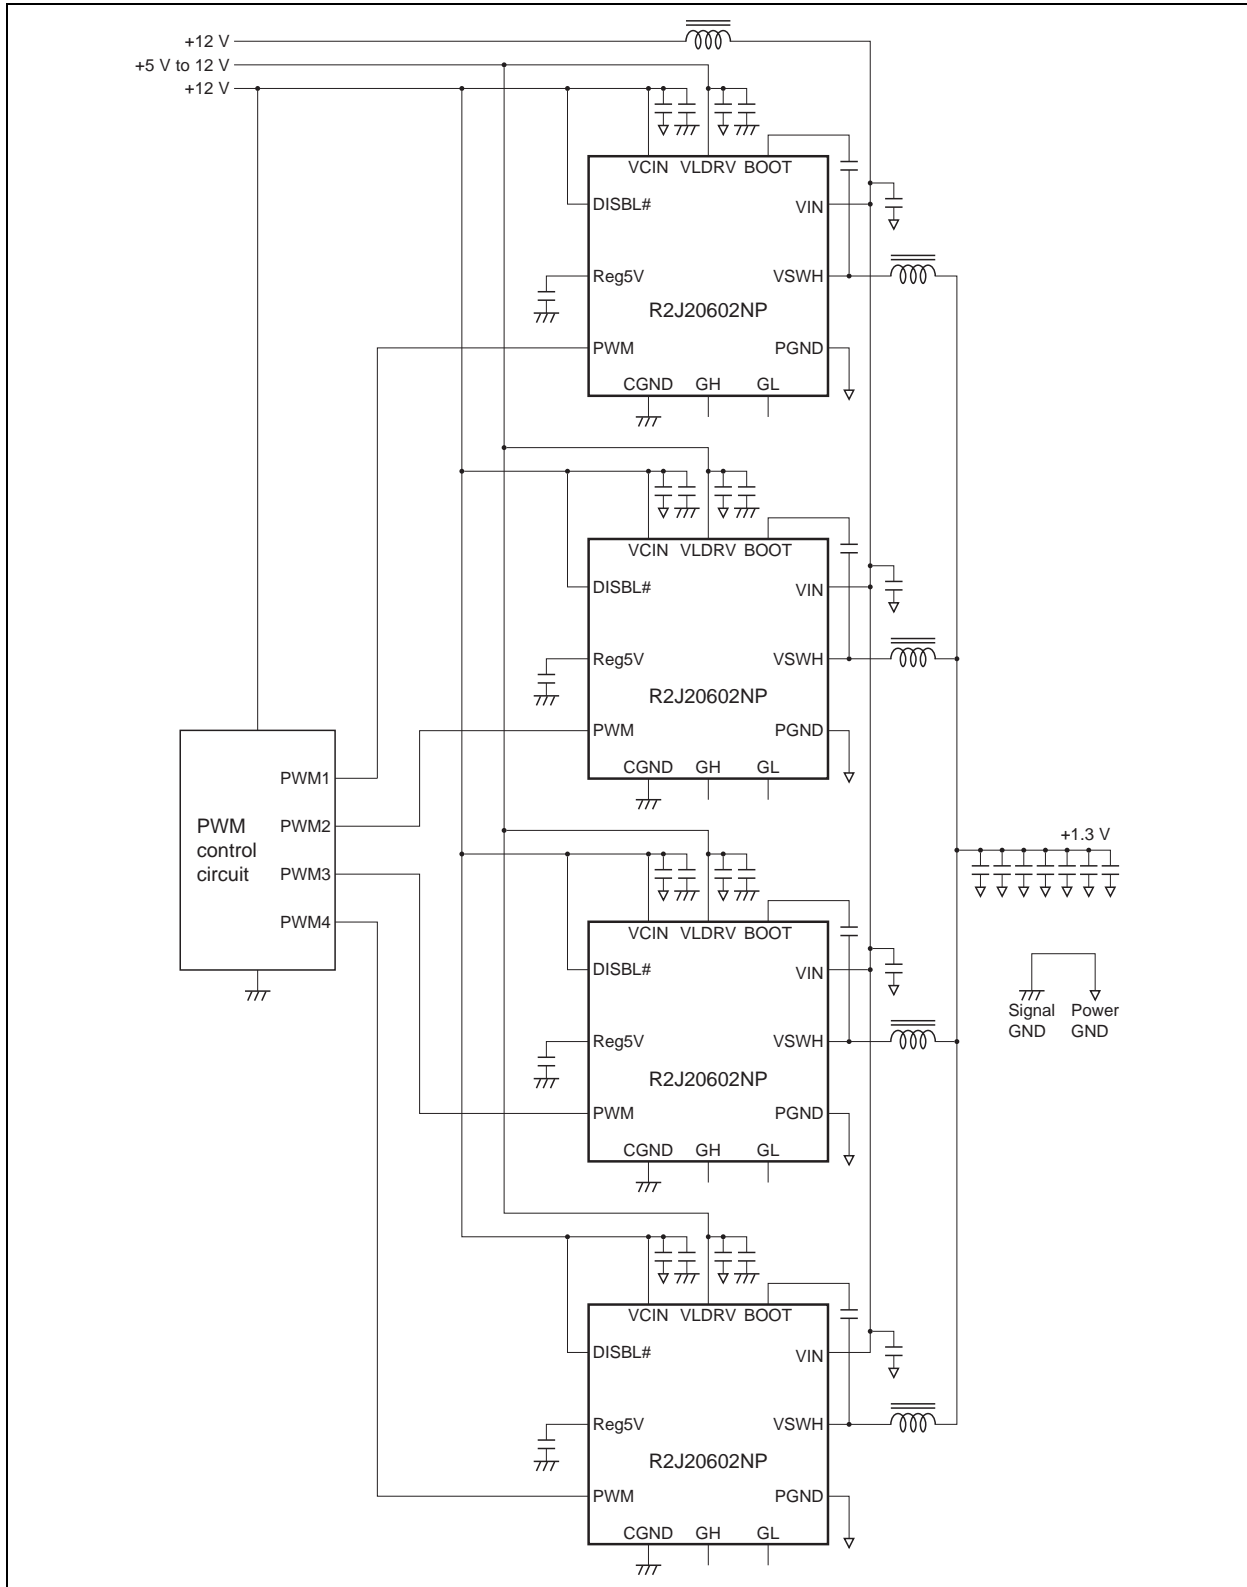 +12 V
+5 V to 12 V
+12 V
VCIN VLDRV BOOT
DISBL#
VIN
Reg5V
VSWH
R2J20602NP
PWM
PGND
CGND GH GL
VCIN VLDRV BOOT
DISBL#
VIN
Reg5V
VSWH
R2J20602NP
PWM
PGND
CGND GH GL
PWM
control
circuit
PWM1
PWM2
PWM3
PWM4
+1.3 V
VCIN VLDRV BOOT
DISBL#
VIN
Reg5V
VSWH
R2J20602NP
PWM
PGND
CGND GH GL
Signal
GND
Power
GND
VCIN VLDRV BOOT
DISBL#
VIN
Reg5V
VSWH
R2J20602NP
PWM
PGND
CGND GH GL